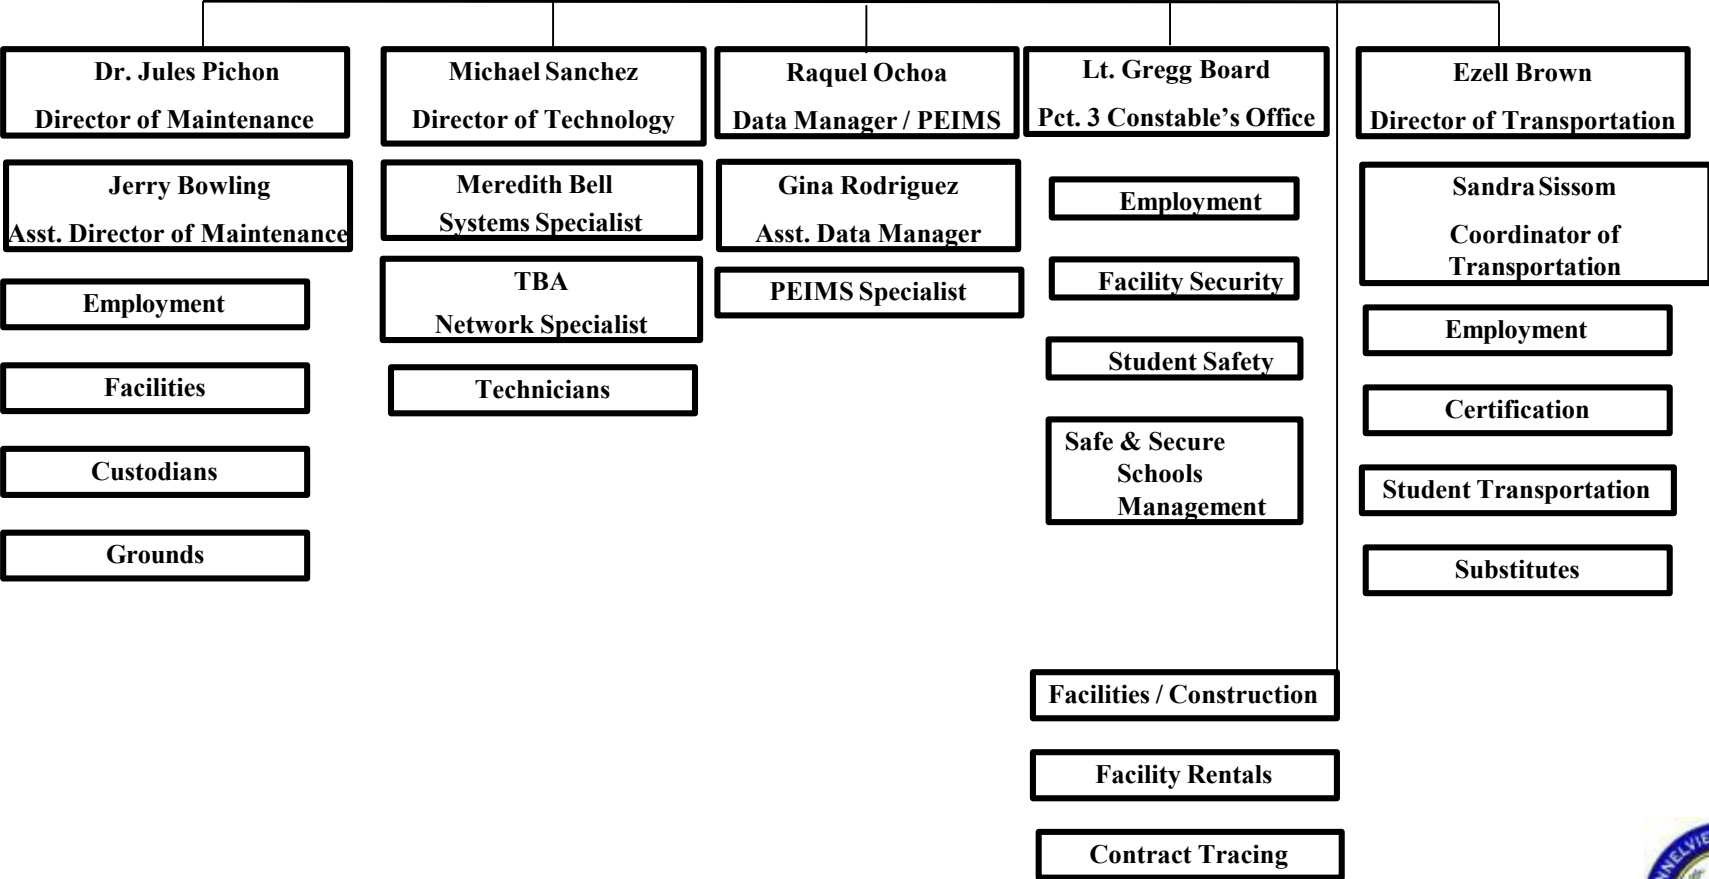 Dr. Jules Pichon
Director of Maintenance
Jerry Bowling
Asst. Director of Maintenance
Employment
Facilities
Custodians
Grounds
Michael Sanchez
Director of Technology
Meredith Bell
Systems Specialist
TBA
Network Specialist
Technicians
Raquel Ochoa
Data Manager / PEIMS
Gina Rodriguez
Asst. Data Manager
PEIMS Specialist
Lt. Gregg Board
Pct. 3 Constable's Office
Employment
Facility Security
Student Safety
Safe & Secure
Schools
Management
Facilities / Construction
Facility Rentals
Contract Tracing
Ezell Brown
Director of Transportation
Sandra Sissom
Coordinator of
Transportation
Employment
Certification
Student Transportation
Substitutes